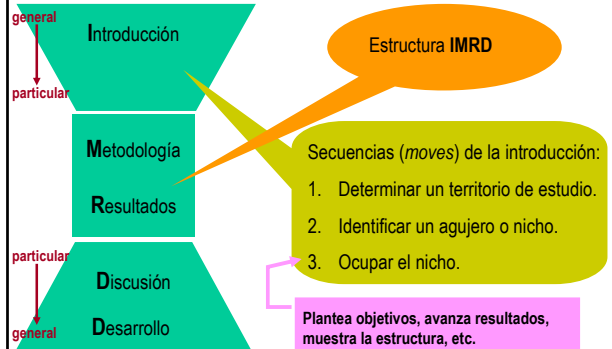 general
Introducción
particular
Metodología
Resultados
particular
Discusión
Desarrollo
general
Estructura IMRD
Secuencias (moves) de la introducción:
1. Determinar un territorio de estudio.
2. Identificar un agujero o nicho.
3. Ocupar el nicho.
Plantea objetivos, avanza resultados,
muestra la estructura, etc.